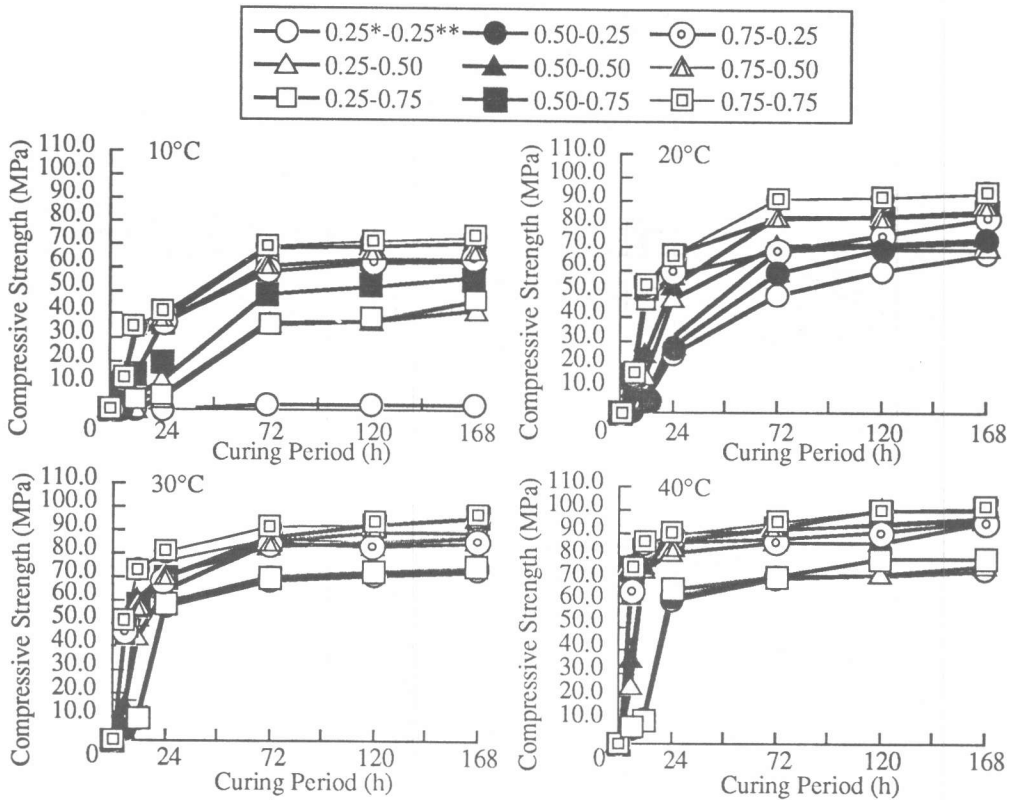 0.25*-0.25** 0.50-0.25 0.75-0.25
0.25-0.50 0.50-0.50 0.75-0.50
0.25-0.75 0.50-0.75 0.75-0.75
10°C
Compressive Strength (MPa)
110.0
100.0
90.0
80.0
70.0
60.0
50.0
40.0
30.0
20.0
10.0
0
24 72 120 168
Curing Period (h)
20°C
Compressive Strength (MPa)
110.0
100.0
90.0
80.0
70.0
60.0
50.0
40.0
30.0
20.0
10.0
0
24 72 120 168
Curing Period (h)
30°C
Compressive Strength (MPa)
110.0
100.0
90.0
80.0
70.0
60.0
50.0
40.0
30.0
20.0
10.0
0
24 72 120 168
Curing Period (h)
40°C
Compressive Strength (MPa)
110.0
100.0
90.0
80.0
70.0
60.0
50.0
40.0
30.0
20.0
10.0
0
24 72 120 168
Curing Period (h)